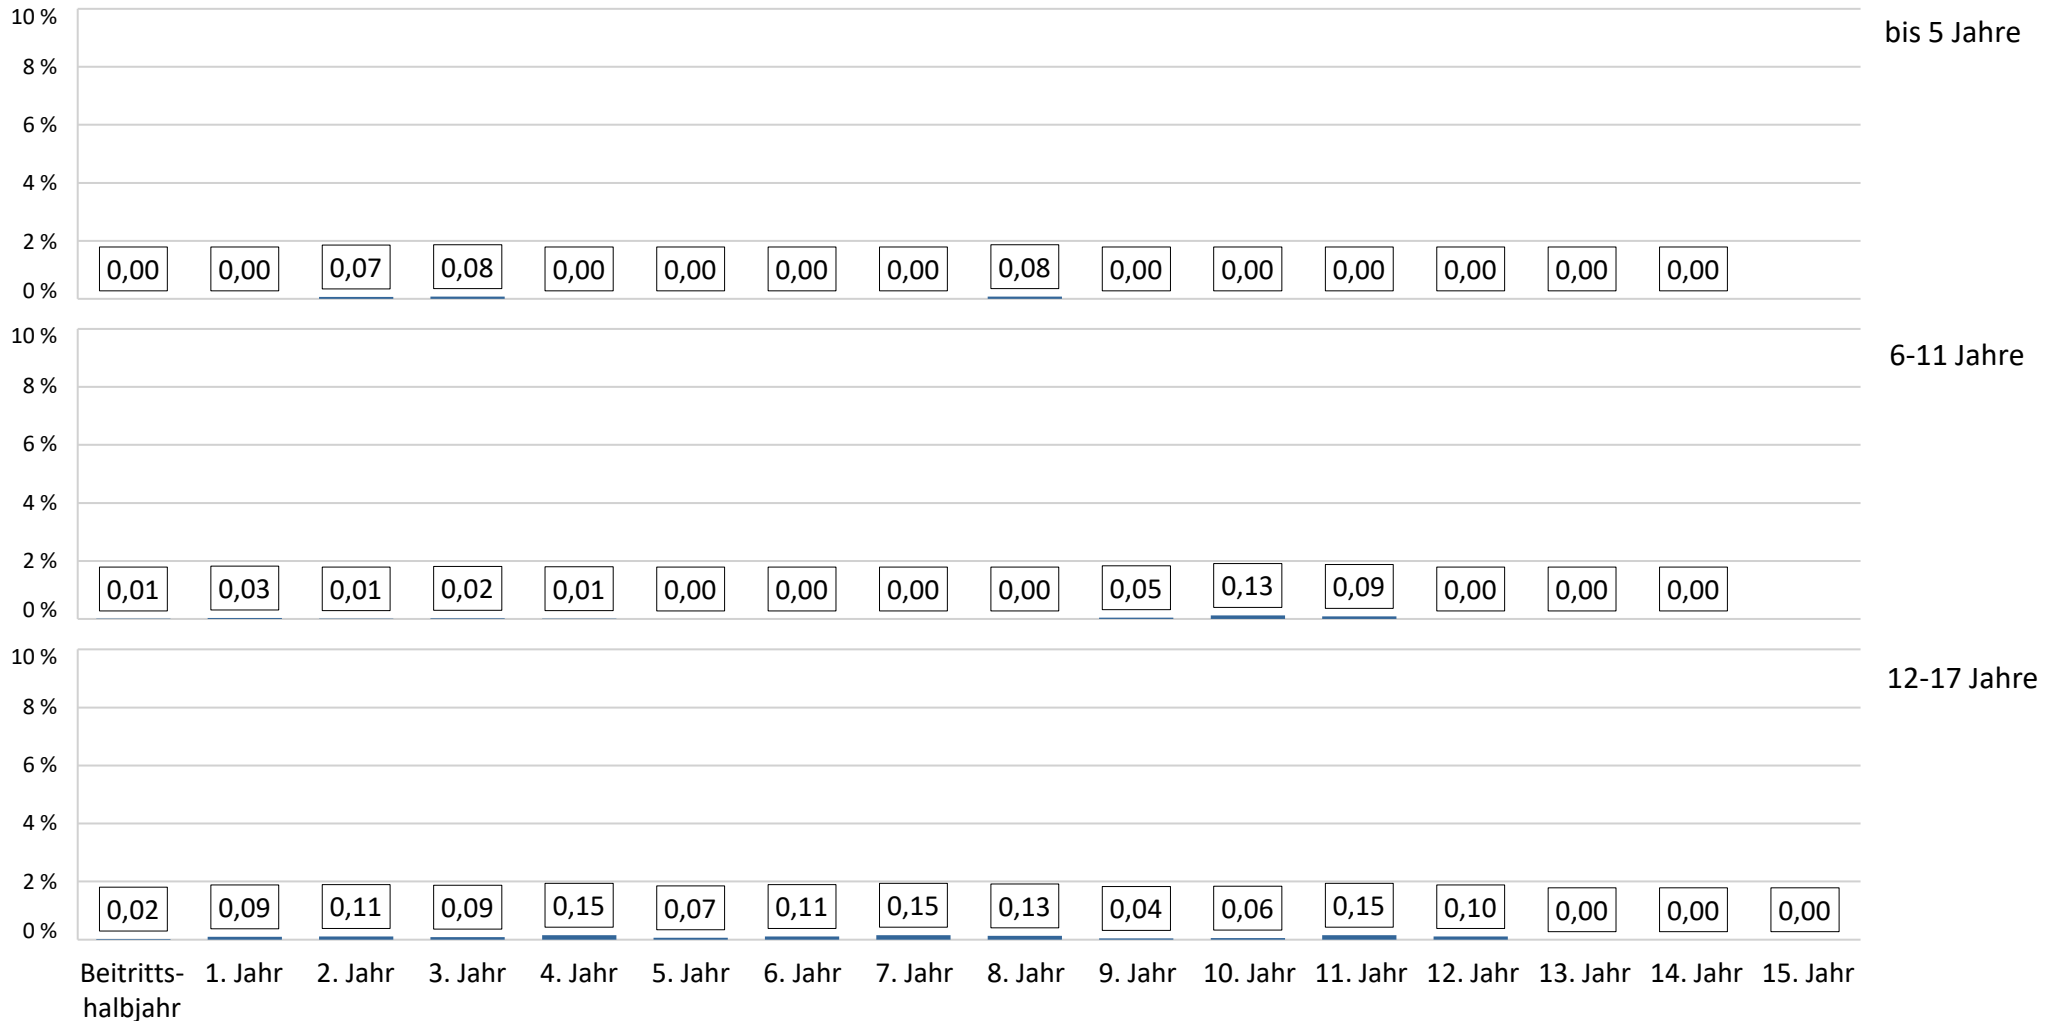 10 %
bis 5 Jahre
8 %
6 %
4 %
2 %
0,00 0,00 0,07 0,08 0,00 0,00 0,00 0,00 0,08 0,00 0,00 0,00 0,00 0,00 0,00
0 %
10 %
6-11 Jahre
8 %
6 %
4 %
2 %
0,01 0,03 0,01 0,02 0,01 0,00 0,00 0,00 0,00 0,05 0,13 0,09 0,00 0,00 0,00
0 %
10 %
12-17 Jahre
8 %
6 %
4 %
2 %
0,02 0,09 0,11 0,09 0,15 0,07 0,11 0,15 0,13 0,04 0,06 0,15 0,10 0,00 0,00 0,00
0 %
Beitritts- 1. Jahr 2. Jahr 3. Jahr 4. Jahr 5. Jahr 6. Jahr 7. Jahr 8. Jahr 9. Jahr 10. Jahr 11. Jahr 12. Jahr 13. Jahr 14. Jahr 15. Jahr
halbjahr